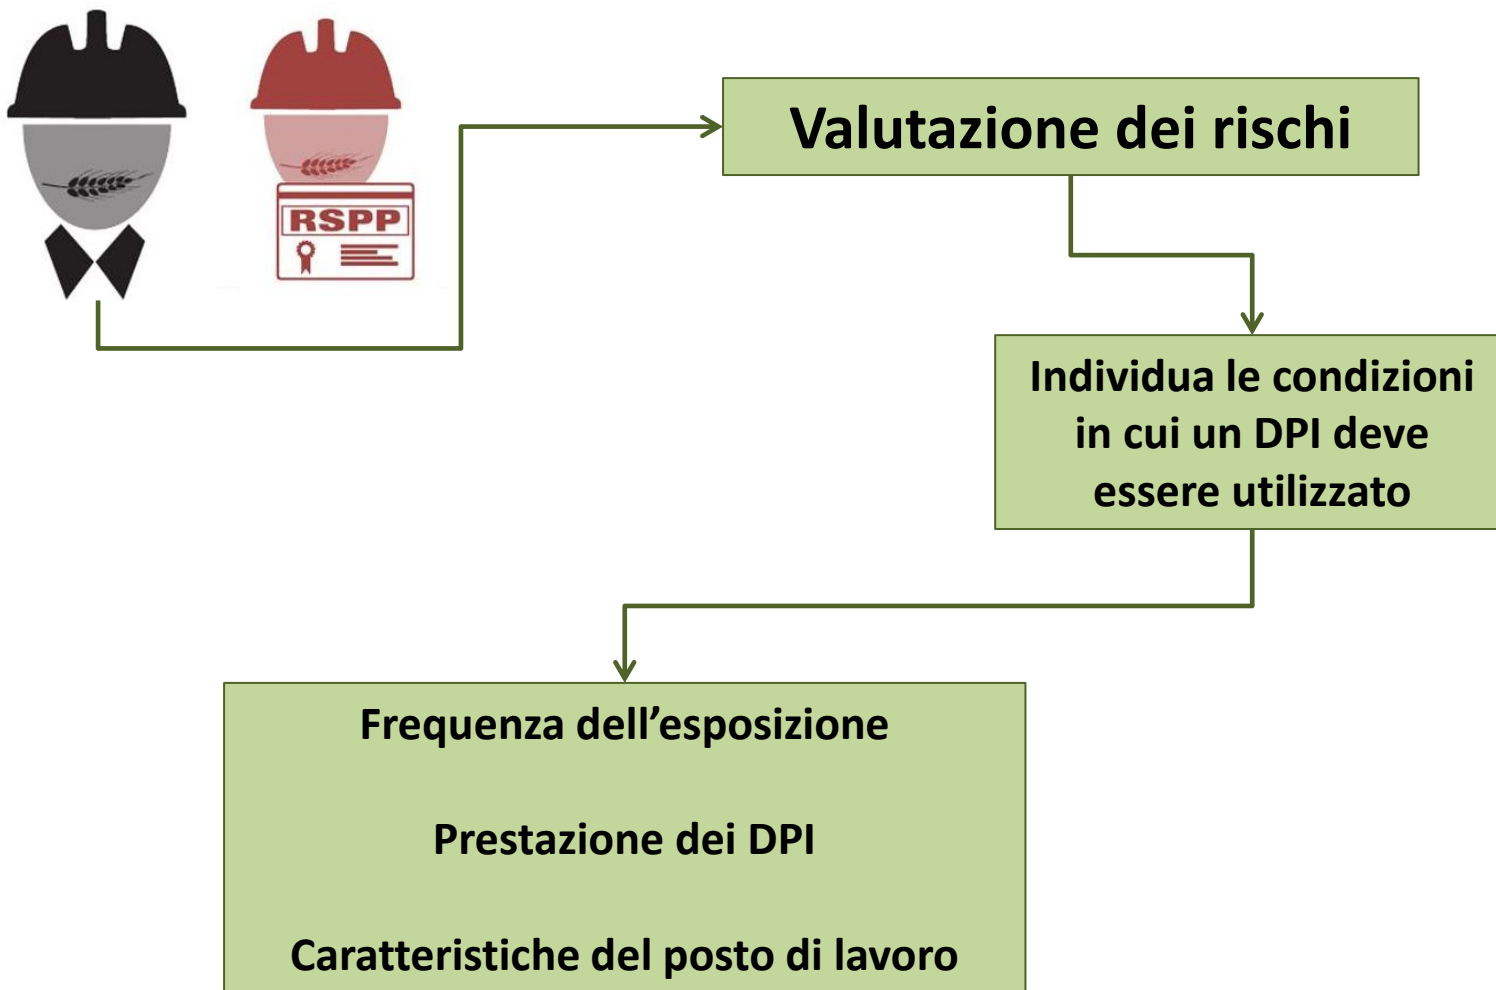 RSPP
Valutazione dei rischi
Individua le condizioni
in cui un DPI deve
essere utilizzato
Frequenza dell’esposizione
Prestazione dei DPI
Caratteristiche del posto di lavoro